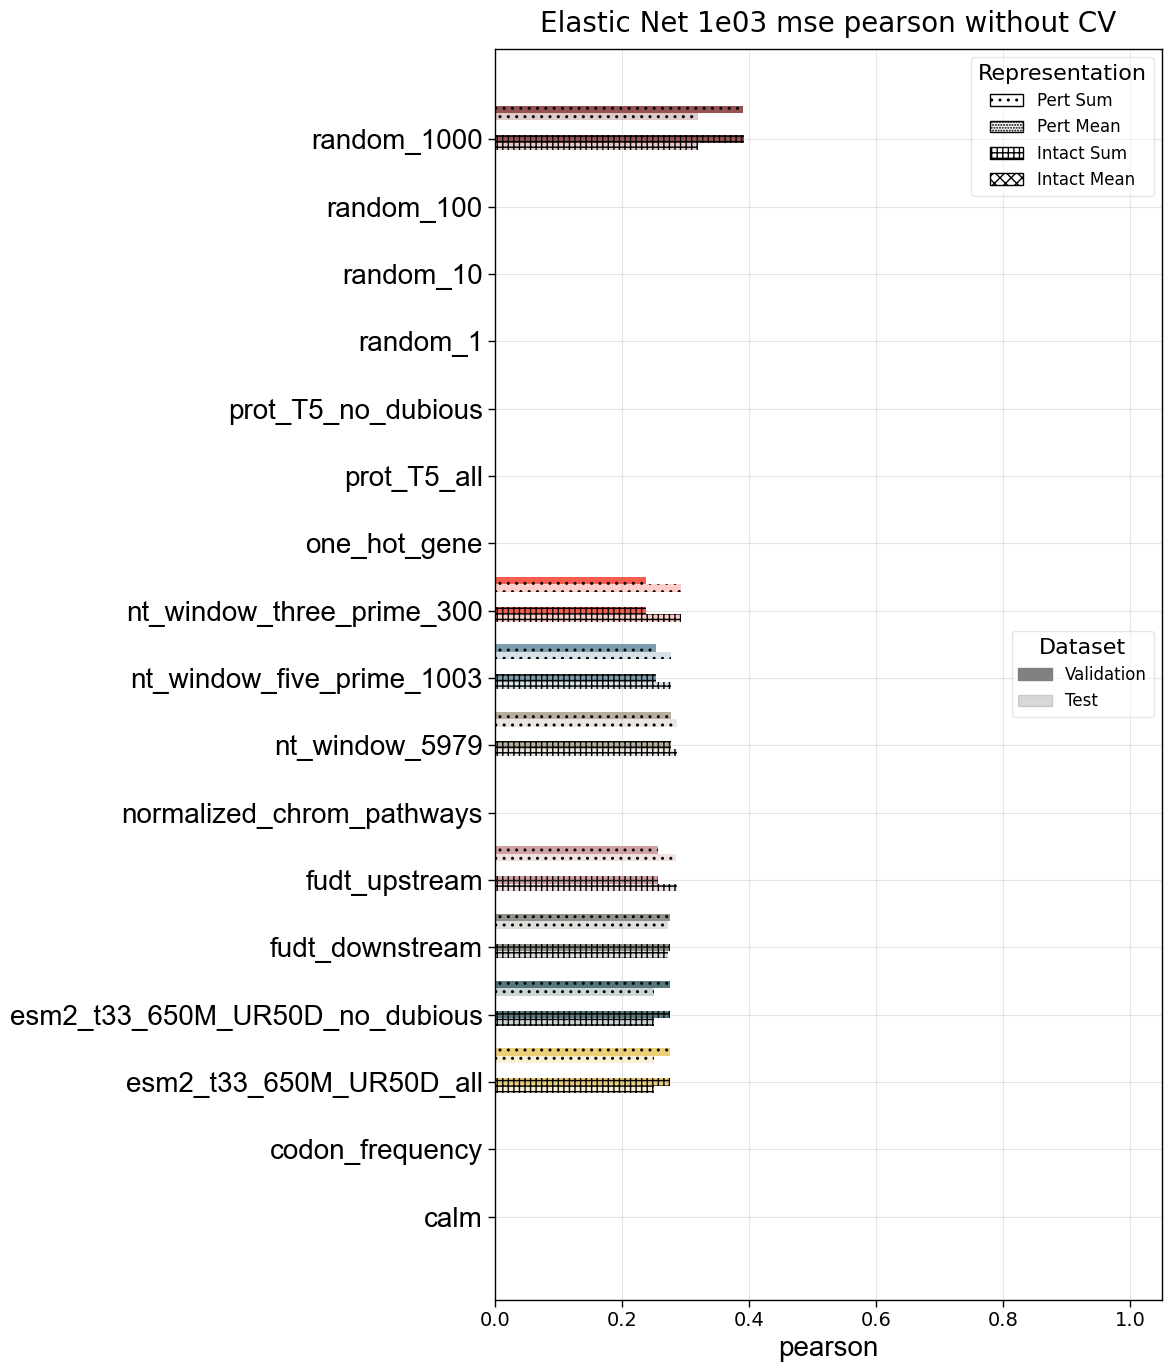 Elastic Net 1e03 mse pearson without CV
Representation
Pert Sum
Pert Mean
Intact Sum
Intact Mean
random_1000
random_100
random_10
random_1
prot_T5_no_dubious
prot_T5_all
one_hot_gene
nt_window_three_prime_300
nt_window_five_prime_1003
Dataset
Validation
Test
nt_window_5979
normalized_chrom_pathways
fudt_upstream
fudt_downstream
esm2_t33_650M_UR50D_no_dubious
esm2_t33_650M_UR50D_all
codon_frequency
calm
0.0 0.2 0.4 0.6 0.8 1.0
pearson